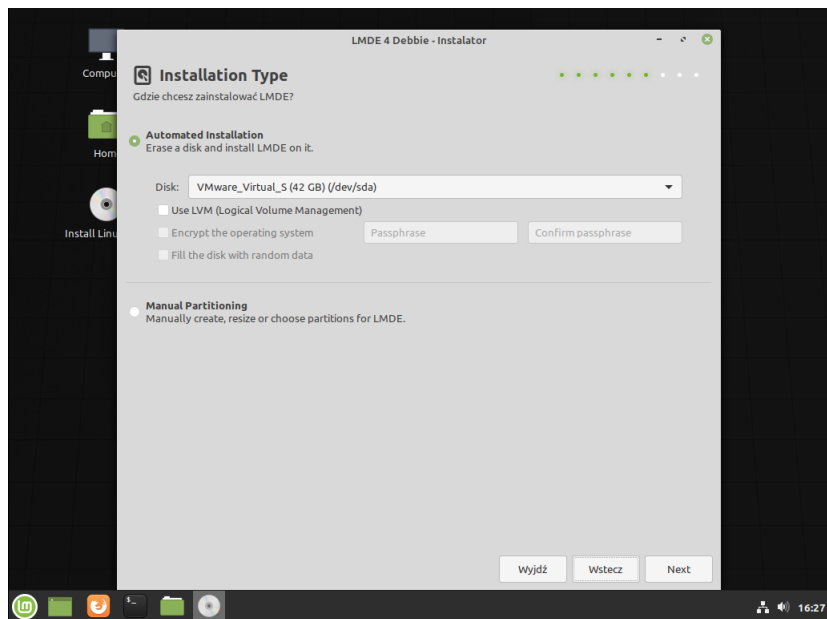 LMDE 4 Debbie - Instalator
Compu
Installation Type
Gdzie chcesz zainstalować LMDE?
Hom
Automated Installation
Erase a disk and install LMDE on it.
Disk: VMware_Virtual_S (42 GB) (/dev/sda)
Use LVM (Logical Volume Management)
Install Linu
Encrypt the operating system Passphrase Confirm passphrase
Fill the disk with random data
Manual Partitioning
Manually create, resize or choose partitions for LMDE.
Wyjdź Wstecz Next
16:27